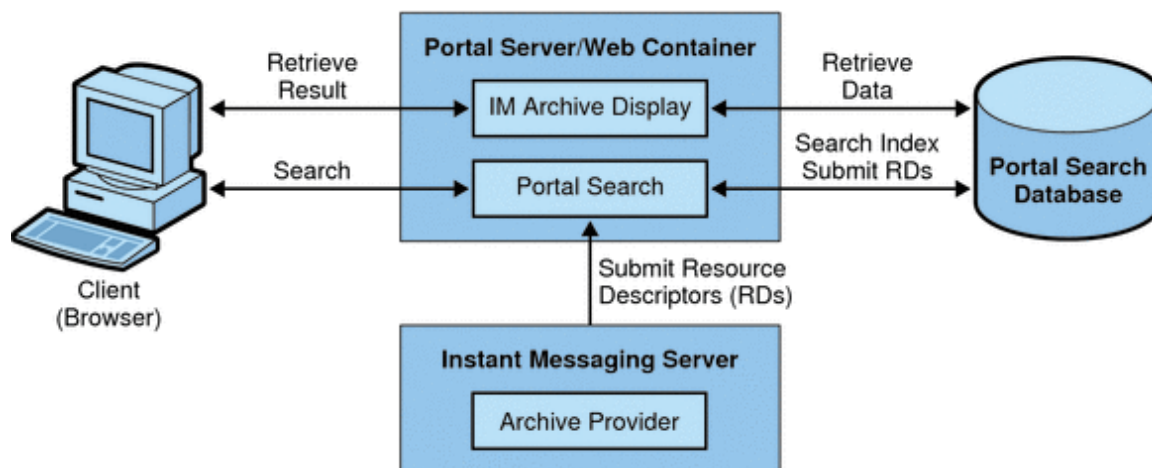 Portal Server/Web Container
Retrieve
Result
IM Archive Display
Retrieve
Data
Search
Portal Search
Search Index
Submit RDs
Portal Search
Database
Client
(Browser)
Submit Resource
Descriptors (RDs)
Instant Messaging Server
Archive Provider